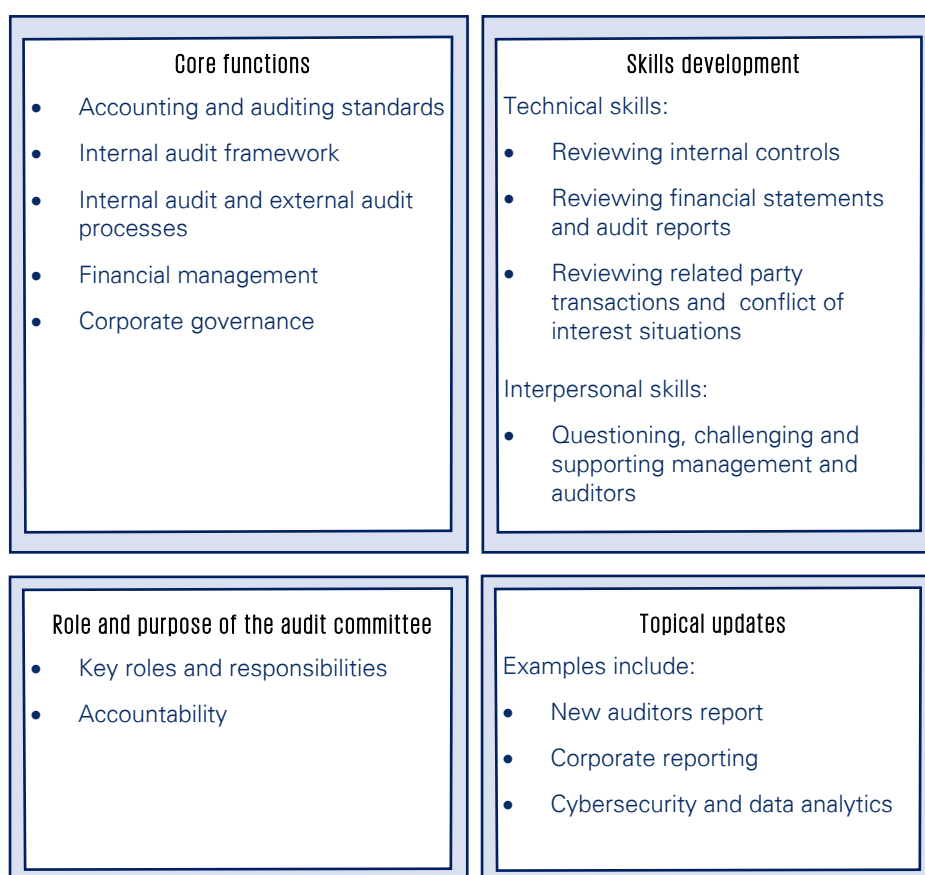 Core functions
• Accounting and auditing standards
• Internal audit framework
• Internal audit and external audit
processes
• Financial management
• Corporate governance
Skills development
Technical skills:
• Reviewing internal controls
• Reviewing financial statements
and audit reports
• Reviewing related party
transactions and  conflict of
interest situations
Interpersonal skills:
• Questioning, challenging and
supporting management and
auditors
Role and purpose of the audit committee
• Key roles and responsibilities
• Accountability
Topical updates
Examples include:
• New auditors report
• Corporate reporting
• Cybersecurity and data analytics